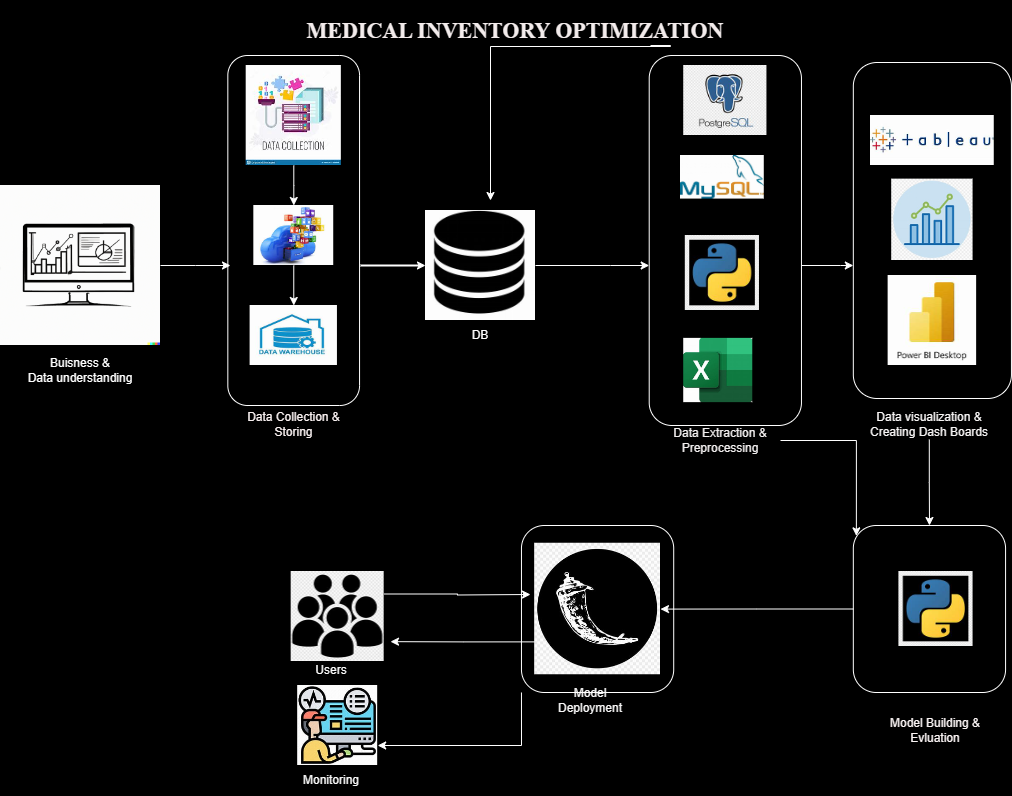 MEDICAL INVENTORY OPTIMIZATION
DATA COLLECTION
DATA WAREHOUSE
Buisness &
Data understanding
Data Collection &
Storing
DB
PostgreSQL
MySQL
X
Data Extraction &
Preprocessing
+ableau
Power BI Desktop
Data visualization &
Creating Dash Boards
Users
Monitoring
Model
Deployment
Model Building &
Evluation